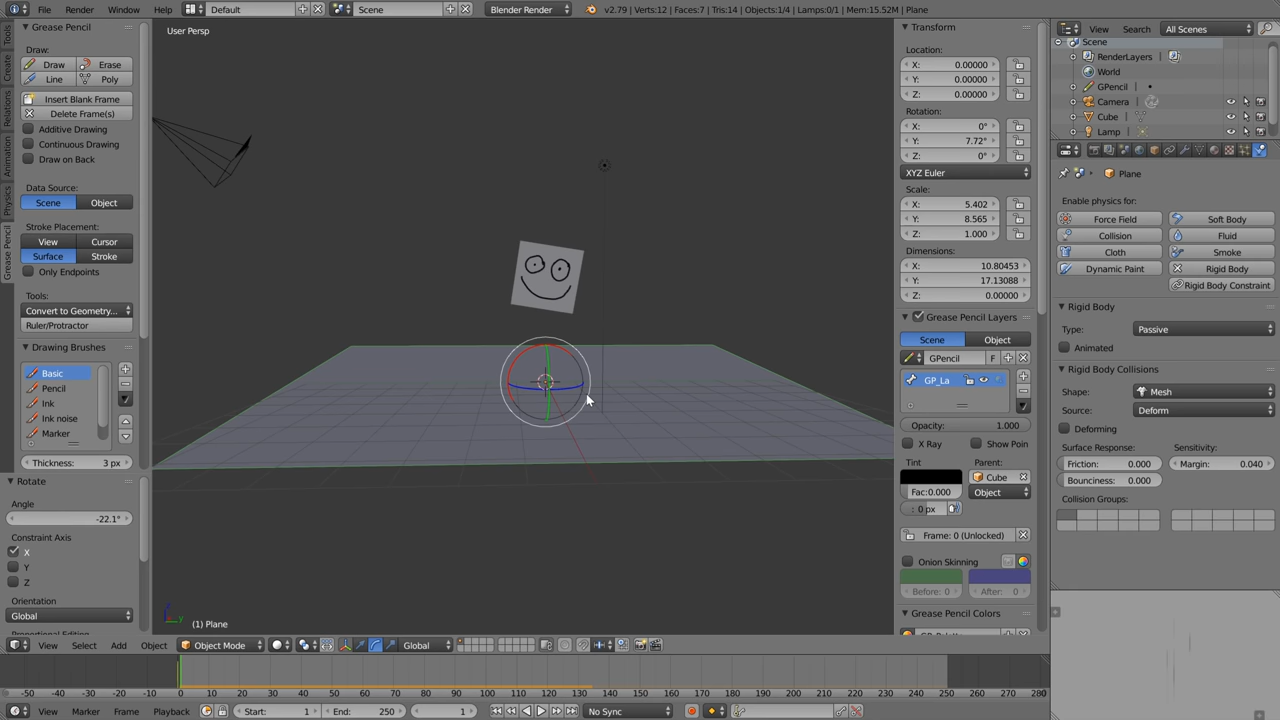 File Render Window Help Default Scene Blender Render v2.79 | Verts:12 | Faces:7 | Tris:14 | Objects:1/4 | Lamps:0/1 | Mem:15.52M | Plane
Tools
Create
Relations
Animation
Physics
Grease Pencil
Grease Pencil
Draw:
Draw Erase
Line Poly
Insert Blank Frame
Delete Frame(s)
Additive Drawing
Continuous Drawing
Draw on Back
Data Source:
Scene Object
Stroke Placement:
View Cursor
Surface Stroke
Only Endpoints
Tools:
Convert to Geometry...
Ruler/Protractor
Drawing Brushes
Basic
Pencil
Ink
Ink noise
Marker
Thickness: 3 px
Rotate
Angle
-22.1°
Constraint Axis
X
Y
Z
Orientation
Global
User Persp
(1) Plane
View Select Add Object Object Mode Global
Transform
Location:
X: 0.00000
Y: 0.00000
Z: 0.00000
Rotation:
X: 0°
Y: 7.72°
Z: 0°
XYZ Euler
Scale:
X: 5.402
Y: 8.565
Z: 1.000
Dimensions:
X: 10.80453
Y: 17.13088
Z: 0.00000
Grease Pencil Layers
Scene Object
GPencil F
GP_La
Opacity: 1.000
X Ray Show Poin
Tint Parent:
Cube
Fac:0.000 Object
: 0 px
Frame: 0 (Unlocked)
Onion Skinning
Before: 0 After: 0
Grease Pencil Colors
View Search All Scenes
Scene
RenderLayers
World
GPencil
Camera
Cube
Lamp
Plane
Enable physics for:
Force Field Soft Body
Collision Fluid
Cloth Smoke
Dynamic Paint Rigid Body
Rigid Body Constraint
Rigid Body
Type: Passive
Animated
Rigid Body Collisions
Shape: Mesh
Source: Deform
Deforming
Surface Response: Sensitivity:
Friction: 0.000 Margin: 0.040
Bounciness: 0.000
Collision Groups:
-50 -40 -30 -20 -10 0 10 20 30 40 50 60 70 80 90 100 110 120 130 140 150 160 170 180 190 200 210 220 230 240 250 260 270 280
View Marker Frame Playback Start: 1 End: 250 1 No Sync